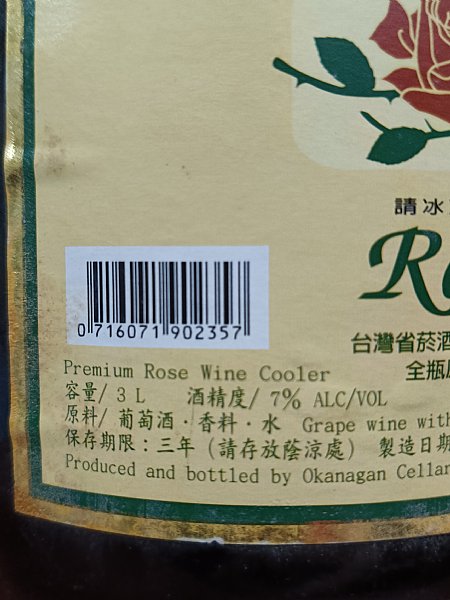 請冰
台灣省菸酒
全瓶
0 716071 902357
Premium Rose Wine Cooler
容量/ 3 L 酒精度/ 7% ALC/VOL
原料/ 葡萄酒·香料·水 Grape wine with
保存期限：三年（請存放蔭涼處） 製造日期
Produced and bottled by Okanagan Cellar